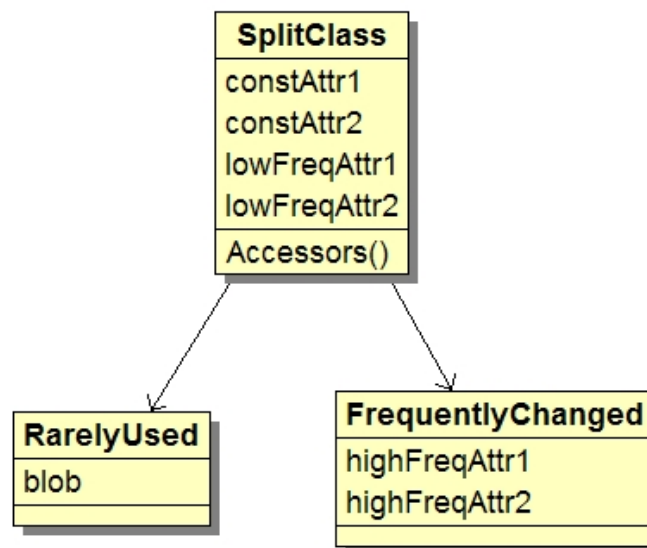 SplitClass
constAttr1
constAttr2
lowFreqAttr1
lowFreqAttr2
Accessors()
RarelyUsed
blob
FrequentlyChanged
highFreqAttr1
highFreqAttr2